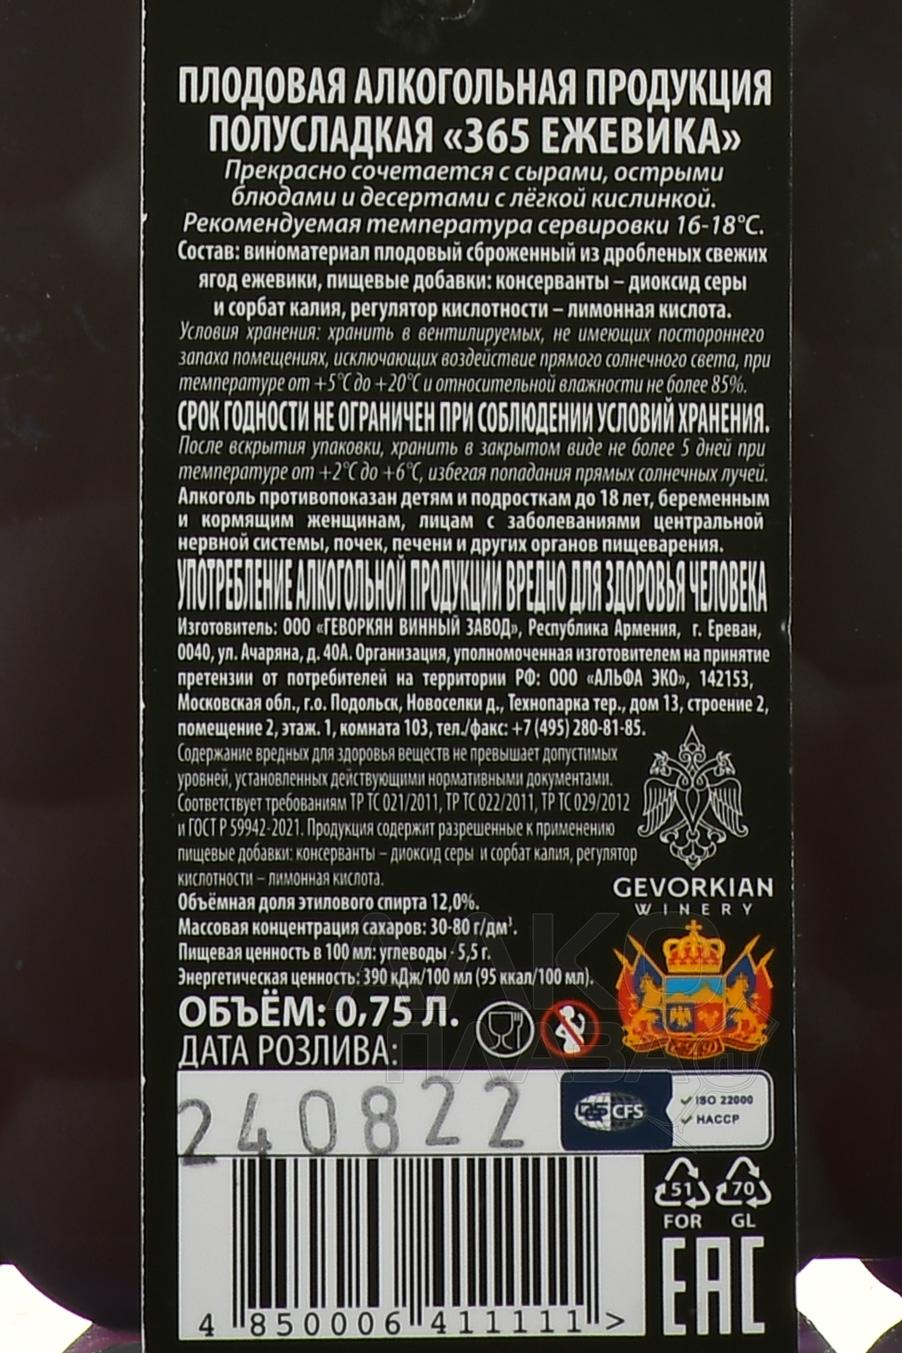 ПЛОДОВАЯ АЛКОГОЛЬНАЯ ПРОДУКЦИЯ
ПОЛУСЛАДКАЯ «365 ЕЖЕВИКА»
Прекрасно сочетается с сырами, острыми
блюдами и десертами с лёгкой кислинкой.
Рекомендуемая температура сервировки 16-18°С.
Состав: виноматериал плодовый сброженный из дробленых свежих
ягод ежевики, пищевые добавки: консерванты – диоксид серы
и сорбат калия, регулятор кислотности – лимонная кислота.
Условия хранения: хранить в вентилируемых, не имеющих постороннего
запаха помещениях, исключающих воздействие прямого солнечного света, при
температуре от +5°С до +20°С и относительной влажности не более 85%.
СРОК ГОДНОСТИ НЕ ОГРАНИЧЕН ПРИ СОБЛЮДЕНИИ УСЛОВИЙ ХРАНЕНИЯ.
После вскрытия упаковки, хранить в закрытом виде не более 5 дней при
температуре от +2°С до +6°С, избегая попадания прямых солнечных лучей.
Алкоголь противопоказан детям и подросткам до 18 лет, беременным
и кормящим женщинам, лицам с заболеваниями центральной
нервной системы, почек, печени и других органов пищеварения.
УПОТРЕБЛЕНИЕ АЛКОГОЛЬНОЙ ПРОДУКЦИИ ВРЕДНО ДЛЯ ЗДОРОВЬЯ ЧЕЛОВЕКА
Изготовитель: ООО «ГЕВОРКЯН ВИННЫЙ ЗАВОД», Республика Армения, г. Ереван,
0040, ул. Ачаряна, д. 40А. Организация, уполномоченная изготовителем на принятие
претензии от потребителей на территории РФ: ООО «АЛЬФА ЭКО», 142153,
Московская обл., г.о. Подольск, Новоселки д., Технопарка тер., дом 13, строение 2,
помещение 2, этаж. 1, комната 103, тел./факс: +7 (495) 280-81-85.
Содержание вредных для здоровья веществ не превышает допустимых
уровней, установленных действующими нормативными документами.
Соответствует требованиям ТР ТС 021/2011, ТР ТС 022/2011, ТР ТС 029/2012
и ГОСТ Р 59942-2021. Продукция содержит разрешенные к применению
пищевые добавки: консерванты – диоксид серы и сорбат калия, регулятор
кислотности – лимонная кислота.
GEVORKIAN
WINERY
Объёмная доля этилового спирта 12,0%.
Массовая концентрация сахаров: 30-80 г/дм³.
Пищевая ценность в 100 мл: углеводы - 5,5 г.
Энергетическая ценность: 390 кДж/100 мл (95 ккал/100 мл).
ОБЪЁМ: 0,75 Л.
ДАТА РОЗЛИВА:
240822
CFS
ISO 22000
HACCP
51
FOR
70
GL
EAC
4 850006 411111 >
АЛКО
ПЛАЗА